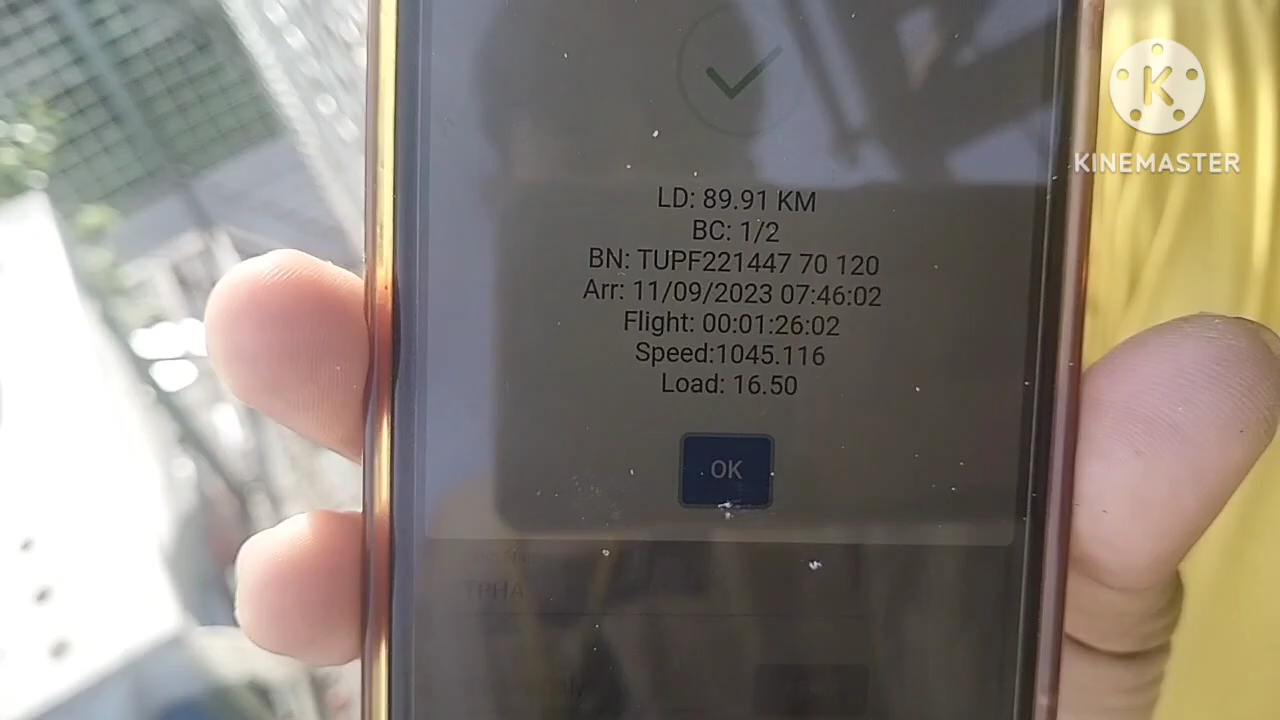 K
KINEMASTER
LD: 89.91 KM
BC: 1/2
BN: TUPF221447 70 120
Arr: 11/09/2023 07:46:02
Flight: 00:01:26:02
Speed:1045.116
Load: 16.50
OK
TPHA